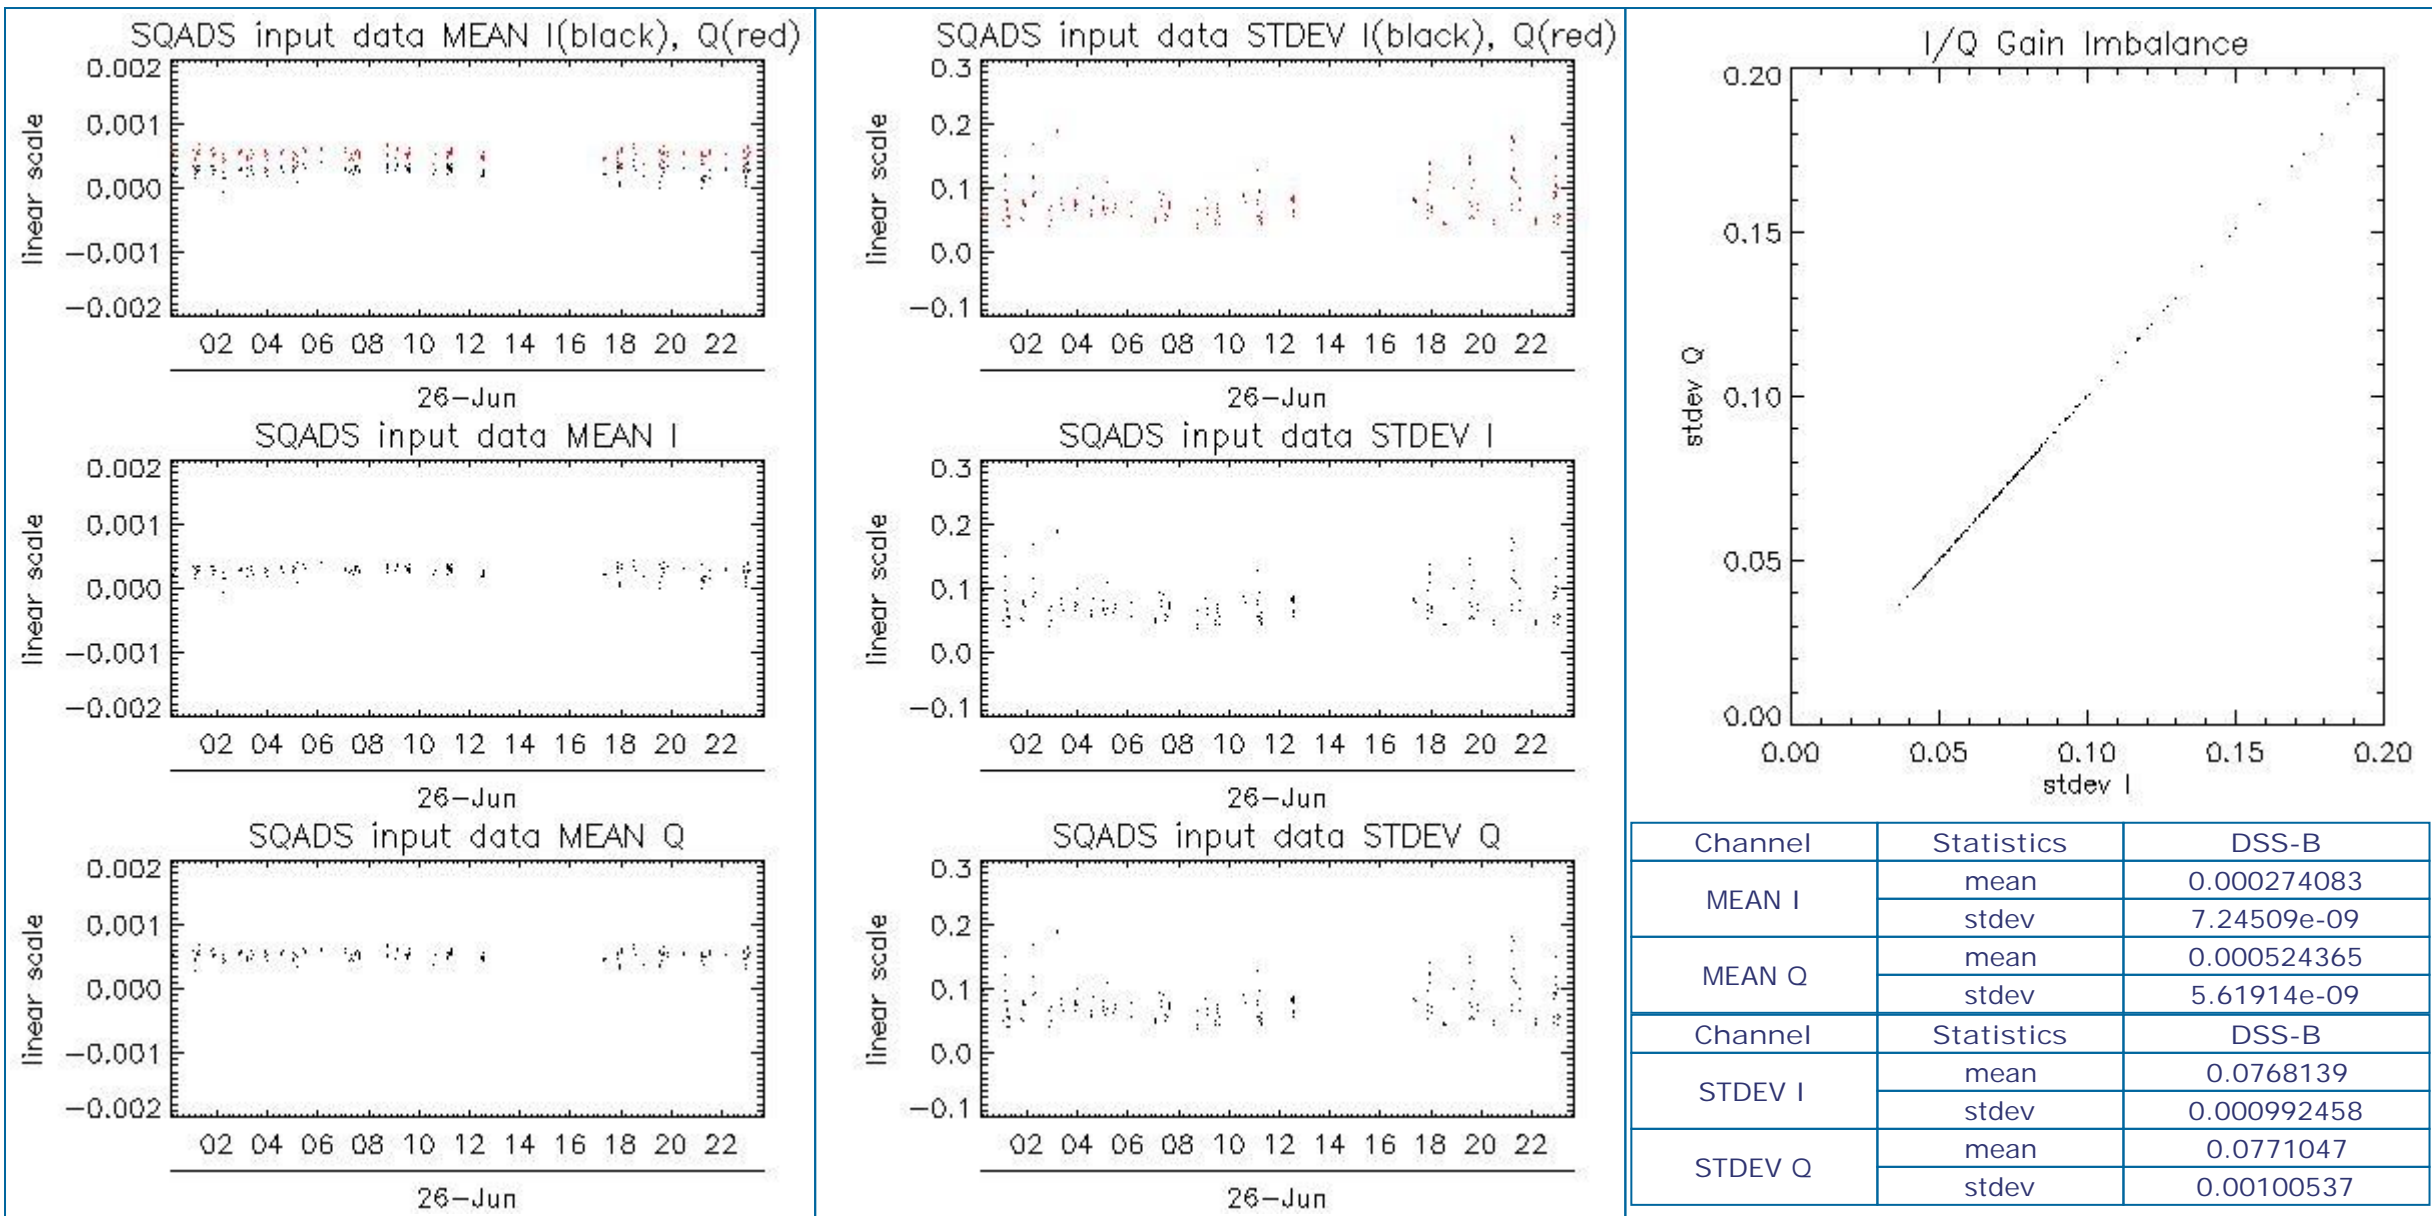 SQADS input data MEAN I(black), Q(red)
linear scale
0.002
0.001
0.000
−0.001
−0.002
02 04 06 08 10 12 14 16 18 20 22
26−Jun
SQADS input data MEAN I
linear scale
0.002
0.001
0.000
−0.001
−0.002
02 04 06 08 10 12 14 16 18 20 22
26−Jun
SQADS input data MEAN Q
linear scale
0.002
0.001
0.000
−0.001
−0.002
02 04 06 08 10 12 14 16 18 20 22
26−Jun
SQADS input data STDEV I(black), Q(red)
linear scale
0.3
0.2
0.1
0.0
−0.1
02 04 06 08 10 12 14 16 18 20 22
26−Jun
SQADS input data STDEV I
linear scale
0.3
0.2
0.1
0.0
−0.1
02 04 06 08 10 12 14 16 18 20 22
26−Jun
SQADS input data STDEV Q
linear scale
0.3
0.2
0.1
0.0
−0.1
02 04 06 08 10 12 14 16 18 20 22
26−Jun
I/Q Gain Imbalance
stdev Q
0.20
0.15
0.10
0.05
0.00
0.00 0.05 0.10 0.15 0.20
stdev I
Channel Statistics DSS-B
MEAN I mean 0.000274083
stdev 7.24509e-09
MEAN Q mean 0.000524365
stdev 5.61914e-09
Channel Statistics DSS-B
STDEV I mean 0.0768139
stdev 0.000992458
STDEV Q mean 0.0771047
stdev 0.00100537